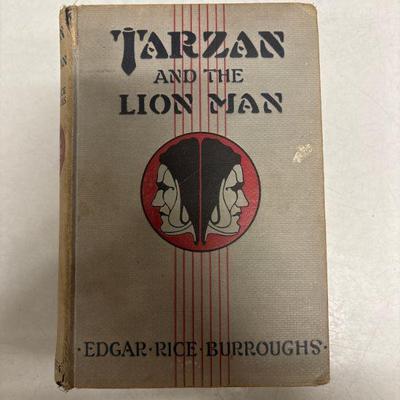 TARZAN
AND THE
LION MAN
·EDGAR·RICE·BURROUGHS·